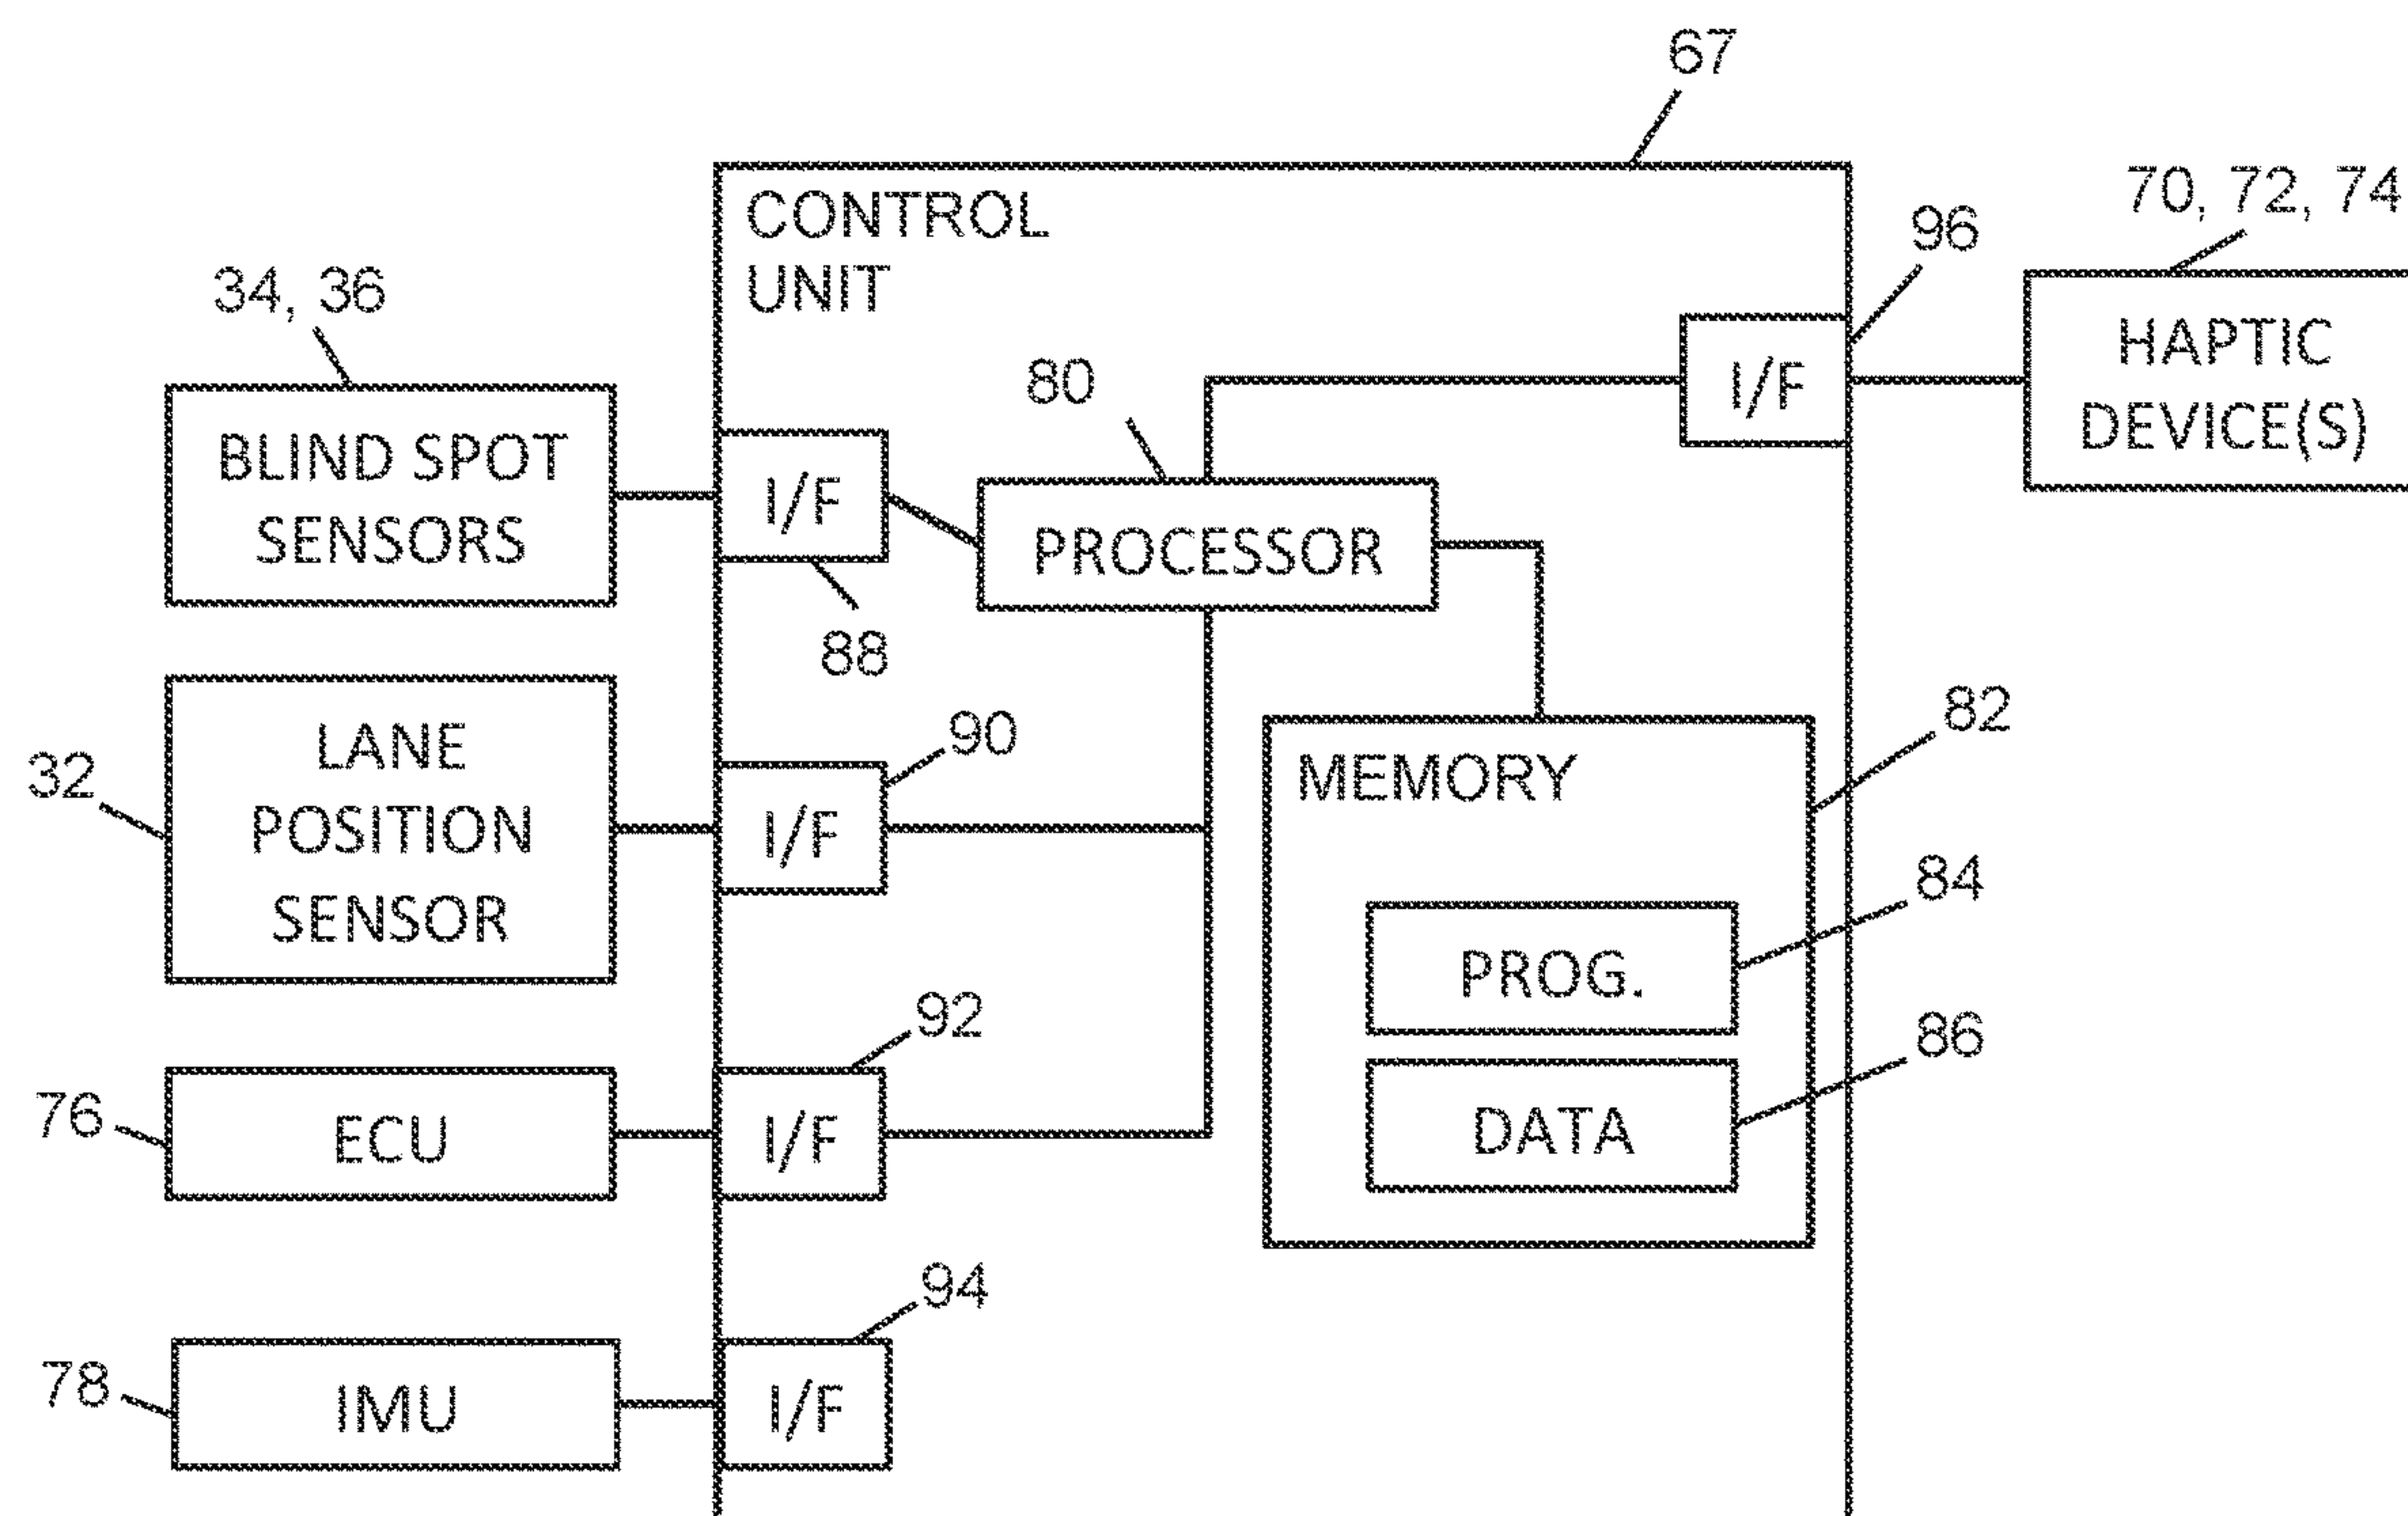 67
CONTROL
UNIT
70, 72, 74
96
34, 36
HAPTIC
DEVICE(S)
I/F
80
BLIND SPOT
SENSORS
I/F
PROCESSOR
88
82
90
LANE
POSITION
SENSOR
32
MEMORY
I/F
84
PROG.
92
86
76
ECU
I/F
DATA
94
78
IMU
I/F